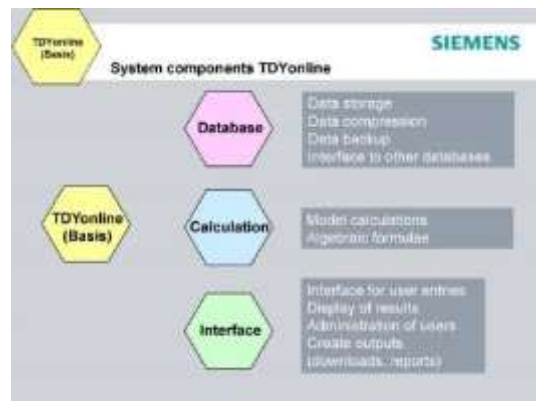 TDYonline
(Basis)
SIEMENS
System components TDYonline
Database
Data storage
Data compression
Data backup
Interface to other databases
TDYonline
(Basis)
Calculation
Model calculations
Algebraic formulae
Interface
Interface for user entries
Display of results
Administration of users
Create outputs
(downloads, reports)